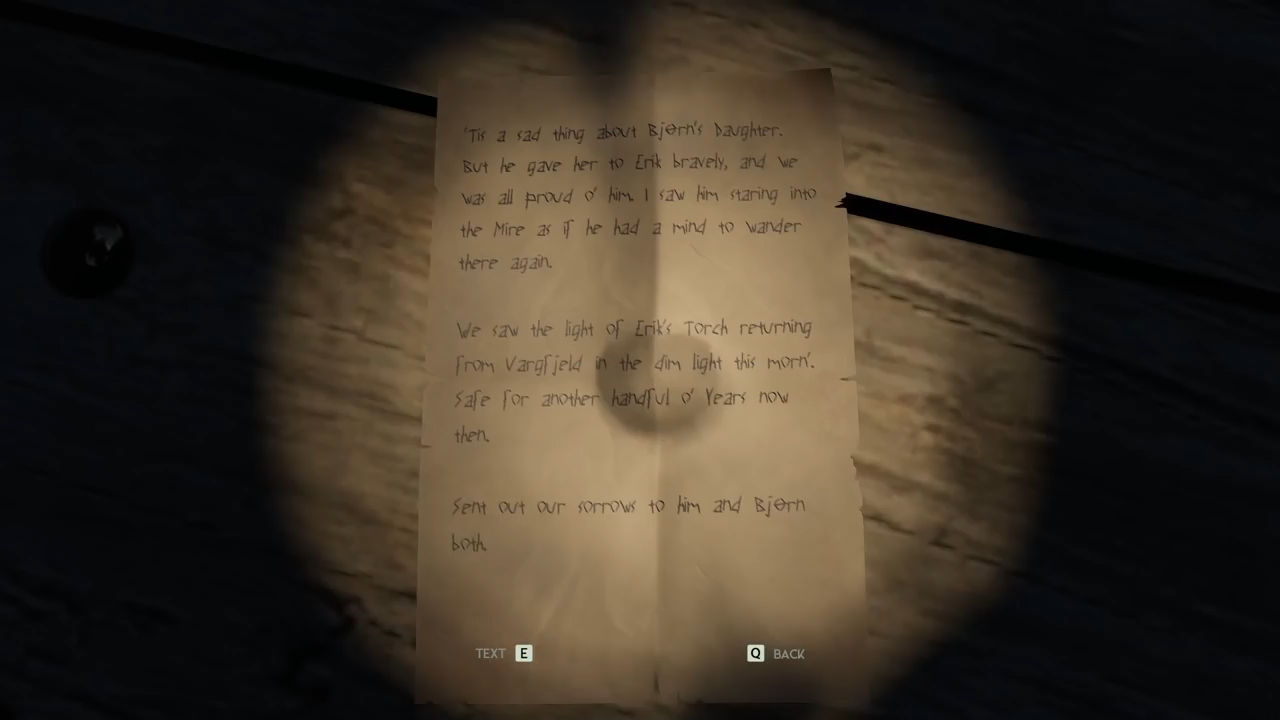 'Tis a sad thing about Bjørn's Daughter.
But he gave her to Erik bravely, and we
was all proud o' him. I saw him staring into
the Mire as if he had a mind to wander
there again.
We saw the light of Erik's Torch returning
from Vargfjeld in the dim light this morn'.
Safe for another handful o' Years now
then.
Sent out our sorrows to him and Bjørn
both.
TEXT E
Q BACK